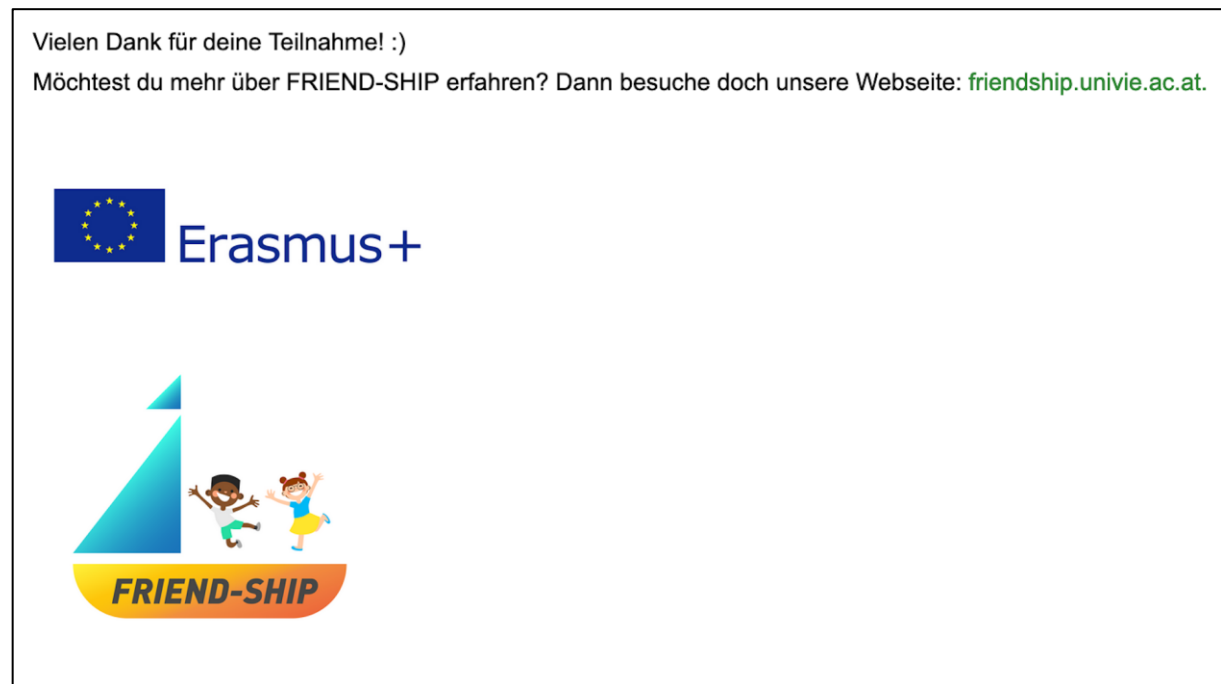 Vielen Dank für deine Teilnahme! :)
Möchtest du mehr über FRIEND-SHIP erfahren? Dann besuche doch unsere Webseite: friendship.univie.ac.at.
Erasmus+
FRIEND-SHIP